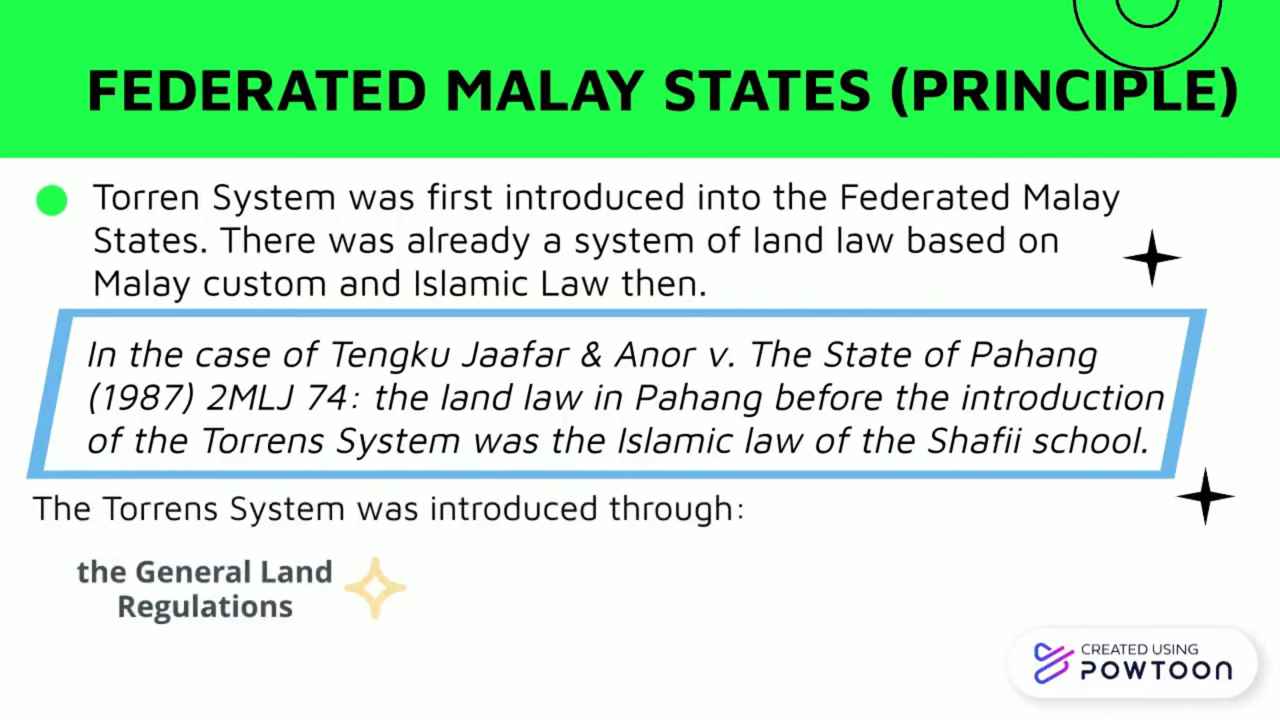 FEDERATED MALAY STATES (PRINCIPLE)
Torren System was first introduced into the Federated Malay
States. There was already a system of land law based on
Malay custom and Islamic Law then.
In the case of Tengku Jaafar & Anor v. The State of Pahang
(1987) 2MLJ 74: the land law in Pahang before the introduction
of the Torrens System was the Islamic law of the Shafii school.
The Torrens System was introduced through:
the General Land
Regulations
CREATED USING
POWTOON